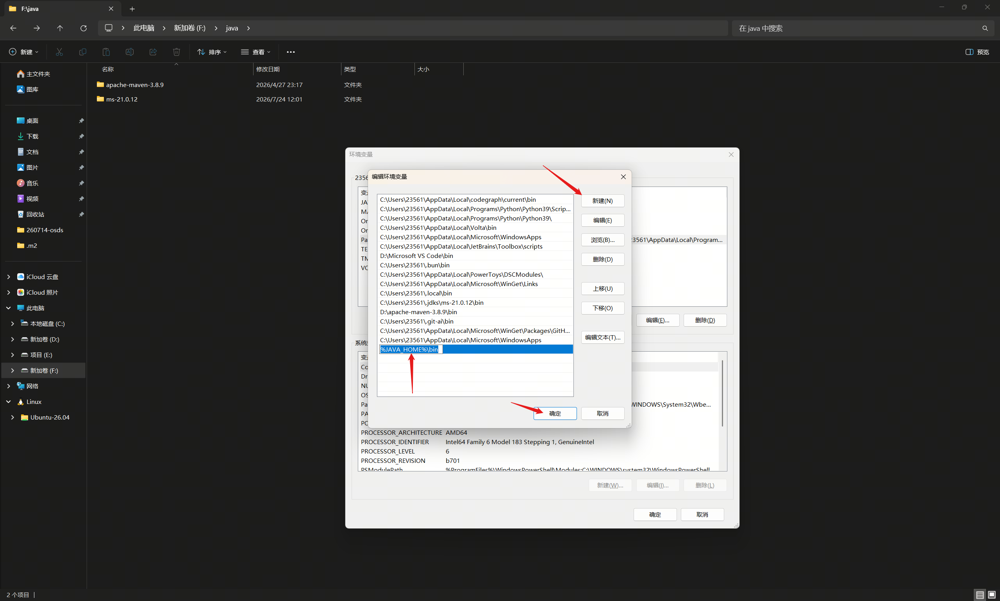 F:\java
此电脑
新加卷 (F:)
java
在 java 中搜索
新建
排序
查看
预览
名称
修改日期
类型
大小
apache-maven-3.8.9
2026/4/27 23:17
文件夹
ms-21.0.12
2026/7/24 12:01
文件夹
主文件夹
图库
桌面
下载
文档
图片
音乐
视频
回收站
260714-osds
.m2
iCloud 云盘
iCloud 照片
此电脑
本地磁盘 (C:)
新加卷 (D:)
项目 (E:)
新加卷 (F:)
网络
Linux
Ubuntu-26.04
2 个项目
环境变量
2356
JA
Or
Or
Pa
3561\AppData\Local\Program...
TE
VC
编辑(E)...
删除(D)
编辑环境变量
C:\Users\23561\AppData\Local\codegraph\current\bin
C:\Users\23561\AppData\Local\Programs\Python\Python39\Scrip...
C:\Users\23561\AppData\Local\Programs\Python\Python39\
C:\Users\23561\AppData\Local\Volta\bin
C:\Users\23561\AppData\Local\Microsoft\WindowsApps
C:\Users\23561\AppData\Local\JetBrains\Toolbox\scripts
D:\Microsoft VS Code\bin
C:\Users\23561\.bun\bin
C:\Users\23561\AppData\Local\PowerToys\DSCModules\
C:\Users\23561\AppData\Local\Microsoft\WinGet\Links
C:\Users\23561\.local\bin
C:\Users\23561\.jdks\ms-21.0.12\bin
D:\apache-maven-3.8.9\bin
C:\Users\23561\.git-ai\bin
C:\Users\23561\AppData\Local\Microsoft\WinGet\Packages\GitH...
C:\Users\23561\AppData\Local\Microsoft\WindowsApps
%JAVA_HOME%\bin
新建(N)
编辑(E)
浏览(B)...
删除(D)
上移(U)
下移(O)
编辑文本(T)...
确定
取消
系统
Co
Dr
OS
Pa
WINDOWS\System32\Wbe...
PA
PROCESSOR_ARCHITECTURE AMD64
PROCESSOR_IDENTIFIER Intel64 Family 6 Model 183 Stepping 1, GenuineIntel
PROCESSOR_LEVEL 6
PROCESSOR_REVISION b701
PSModulePath %ProgramFiles%\WindowsPowerShell\Modules;C:\WINDOWS\system32\WindowsPowerShell
新建(W)...
编辑(I)...
删除(L)
确定
取消